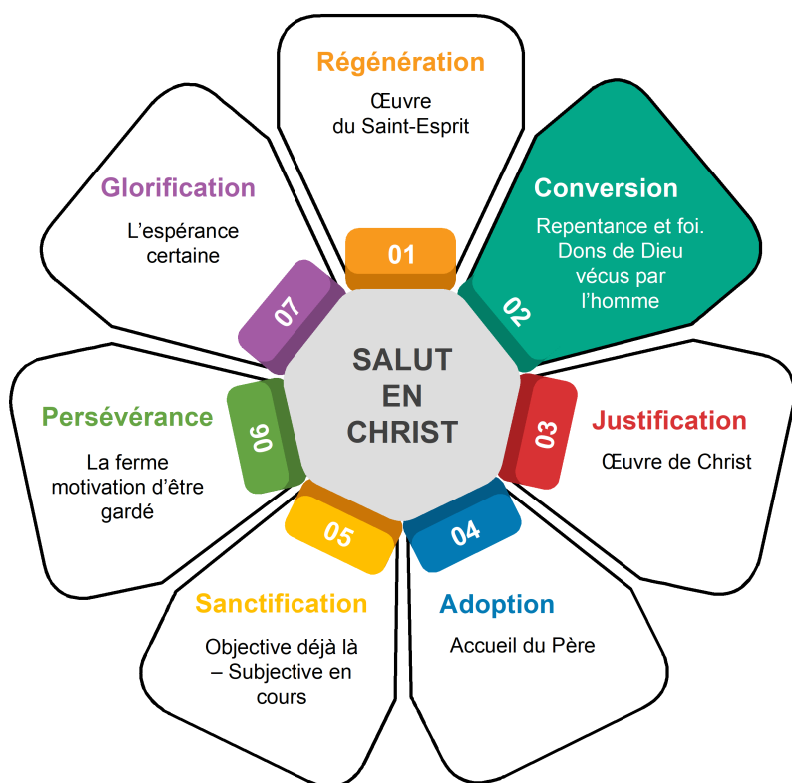 SALUT
EN
CHRIST
01
Régénération
Œuvre
du Saint-Esprit
02
Conversion
Repentance et foi.
Dons de Dieu
vécus par
l’homme
03
Justification
Œuvre de Christ
04
Adoption
Accueil du Père
05
Sanctification
Objective déjà là
– Subjective en
cours
06
Persévérance
La ferme
motivation d’être
gardé
07
Glorification
L’espérance
certaine